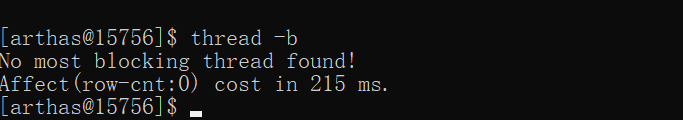 [arthas@15756]$ thread -b
No most blocking thread found!
Affect(row-cnt:0) cost in 215 ms.
[arthas@15756]$